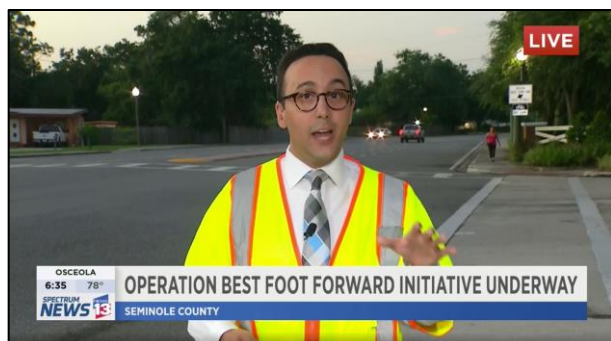 LIVE
OSCEOLA
6:35 78°
SPECTRUM
NEWS 13
OPERATION BEST FOOT FORWARD INITIATIVE UNDERWAY
SEMINOLE COUNTY